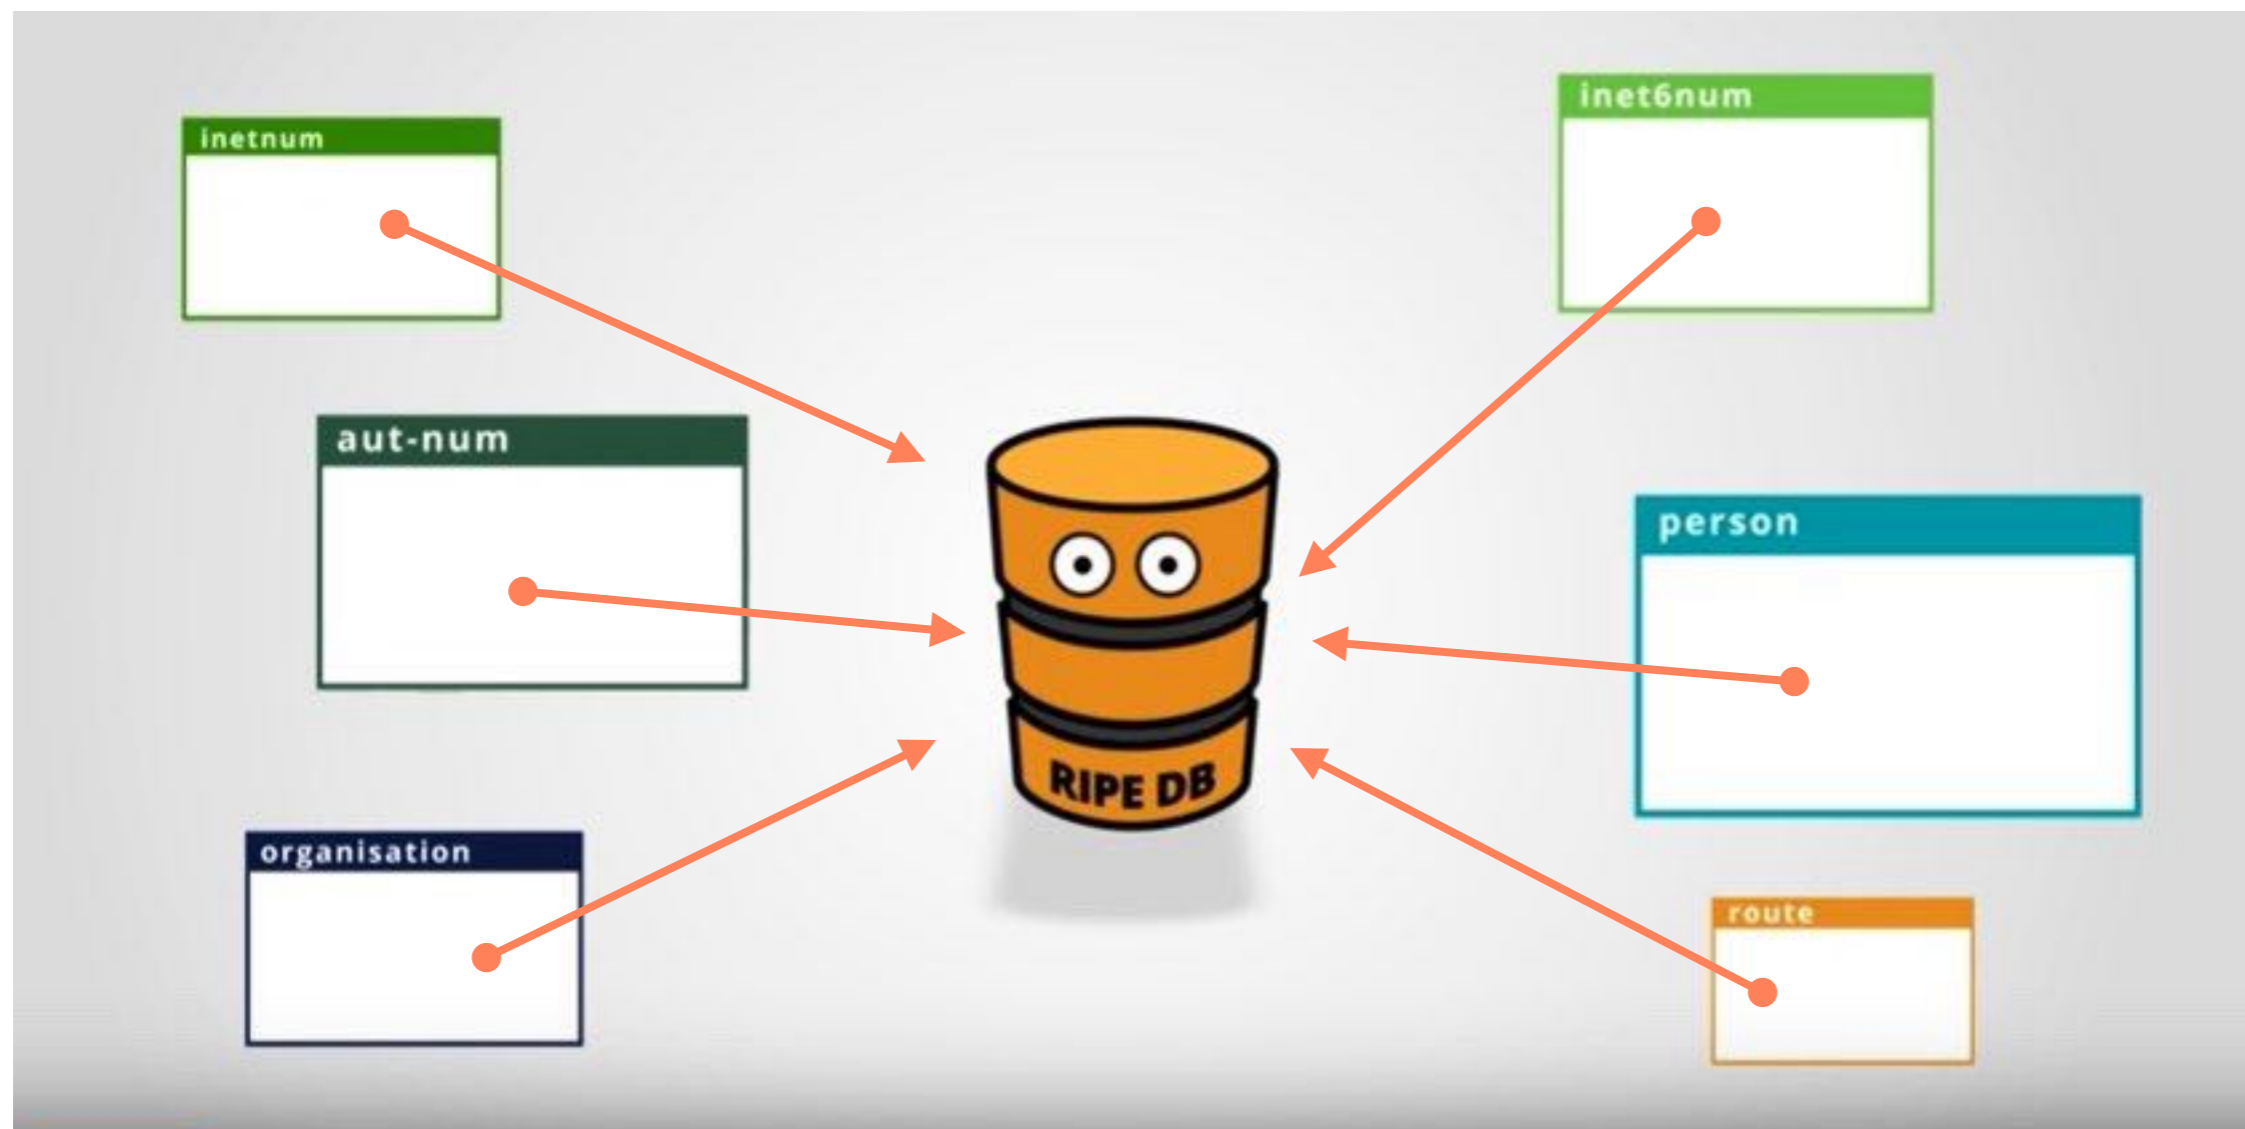 inetnum
inet6num
aut-num
person
RIPE DB
organisation
route